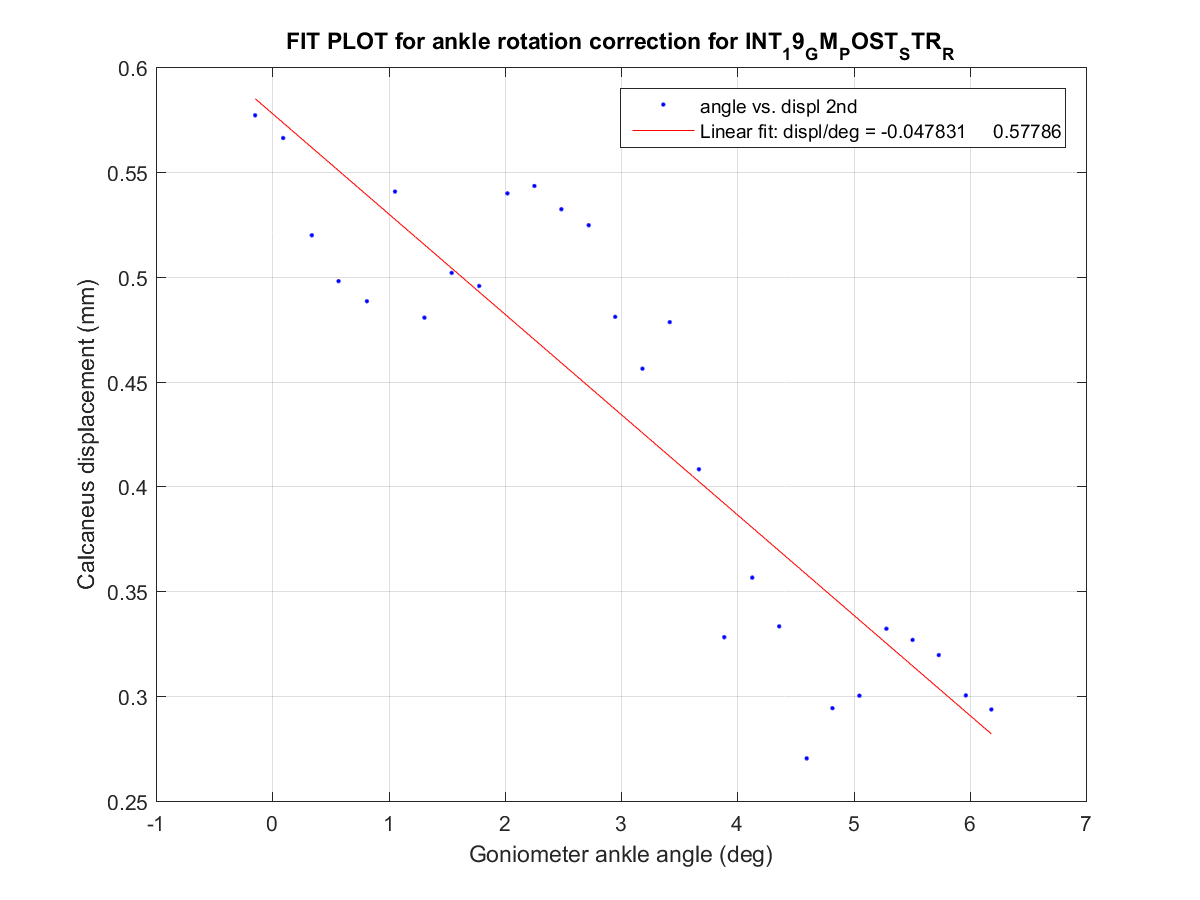 FIT PLOT for ankle rotation correction for INT₁9_GM_POST_STR_R
angle vs. displ 2nd
Linear fit: displ/deg = -0.047831 0.57786
0.6
0.55
0.5
0.45
0.4
0.35
0.3
0.25
Calcaneus displacement (mm)
-1 0 1 2 3 4 5 6 7
Goniometer ankle angle (deg)